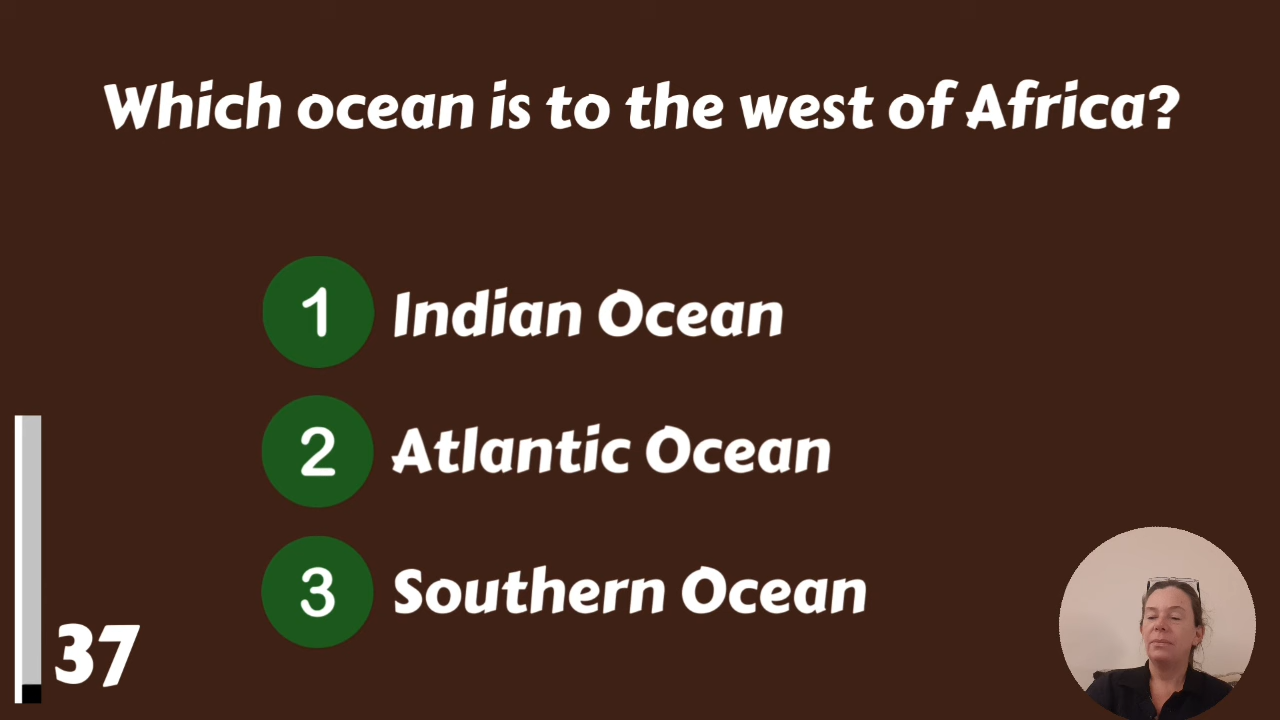 Which ocean is to the west of Africa?
1 Indian Ocean
2 Atlantic Ocean
3 Southern Ocean
37